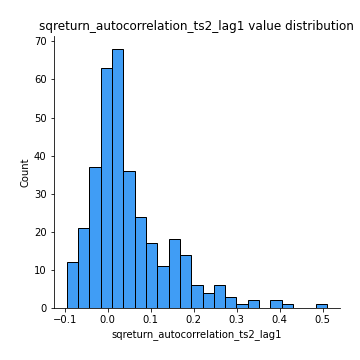 sqreturn_autocorrelation_ts2_lag1 value distribution
70
60
50
40
30
20
10
0
Count
−0.1 0.0 0.1 0.2 0.3 0.4 0.5
sqreturn_autocorrelation_ts2_lag1